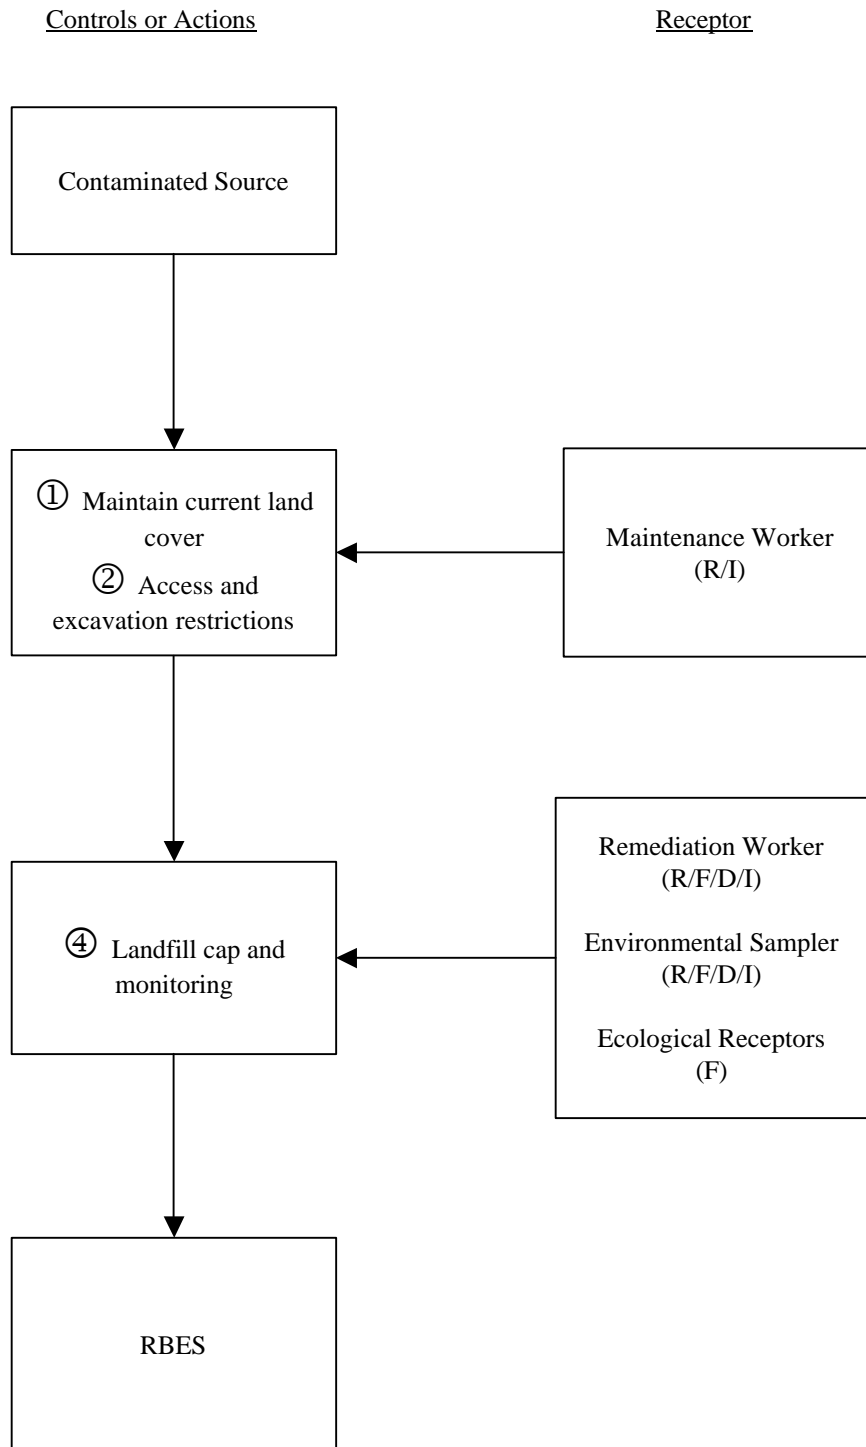 Controls or Actions
Receptor
Contaminated Source
① Maintain current land
cover
② Access and
excavation restrictions
Maintenance Worker
(R/I)
④ Landfill cap and
monitoring
Remediation Worker
(R/F/D/I)
Environmental Sampler
(R/F/D/I)
Ecological Receptors
(F)
RBES